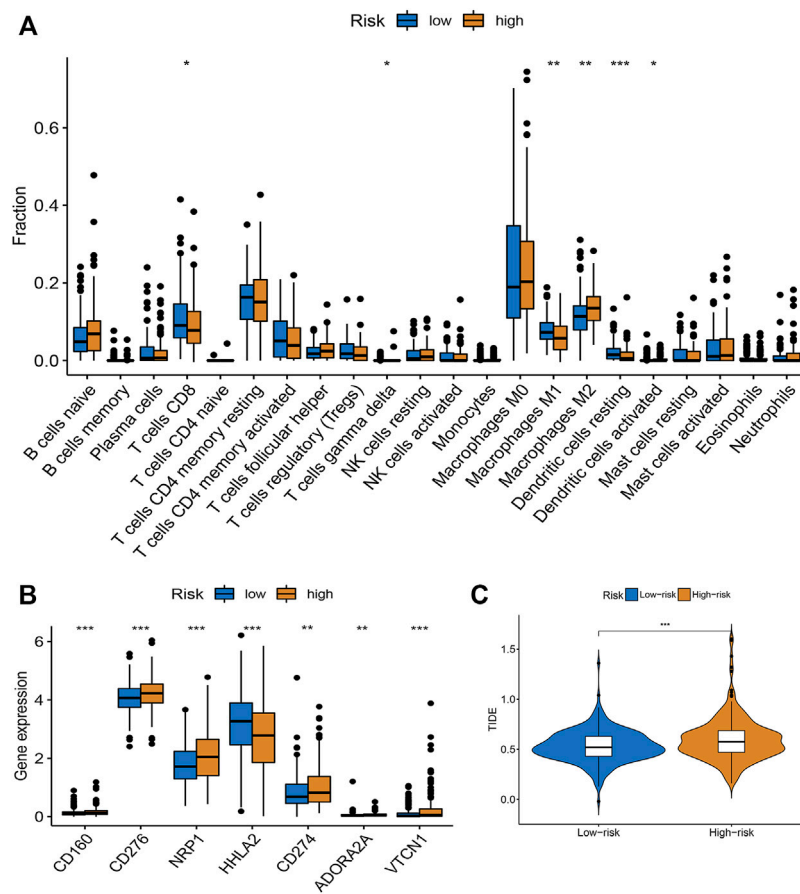 A
Risk low high
* * ** ** *** *
Fraction
0.6
0.4
0.2
0.0
B cells naive
B cells memory
Plasma cells
T cells CD8
T cells CD4 naive
T cells CD4 memory resting
T cells CD4 memory activated
T cells follicular helper
T cells regulatory (Tregs)
T cells gamma delta
NK cells resting
NK cells activated
Monocytes
Macrophages M0
Macrophages M1
Macrophages M2
Dendritic cells resting
Dendritic cells activated
Mast cells resting
Mast cells activated
Eosinphils
Neutrphils
B
Risk low high
*** *** *** *** ** ** ***
Gene expression
6
4
2
0
CD160
CD276
NRP1
HHLA2
CD274
ADORA2A
VTCN1
C
Risk Low-risk High-risk
***
TIDE
1.5
1.0
0.5
0.0
Low-risk
High-risk